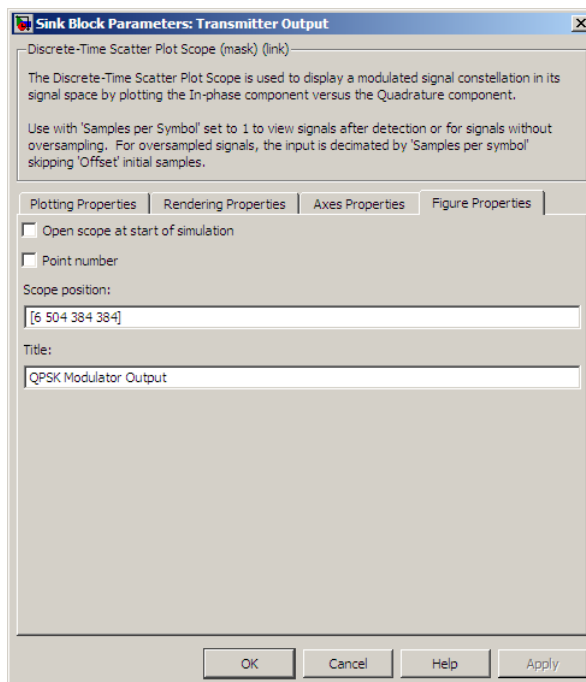 Sink Block Parameters: Transmitter Output
Discrete-Time Scatter Plot Scope (mask) (link)
The Discrete-Time Scatter Plot Scope is used to display a modulated signal constellation in its
signal space by plotting the In-phase component versus the Quadrature component.
Use with 'Samples per Symbol' set to 1 to view signals after detection or for signals without
oversampling. For oversampled signals, the input is decimated by 'Samples per symbol'
skipping 'Offset' initial samples.
Plotting Properties Rendering Properties Axes Properties Figure Properties
Open scope at start of simulation
Point number
Scope position:
[6 504 384 384]
Title:
QPSK Modulator Output
OK Cancel Help Apply